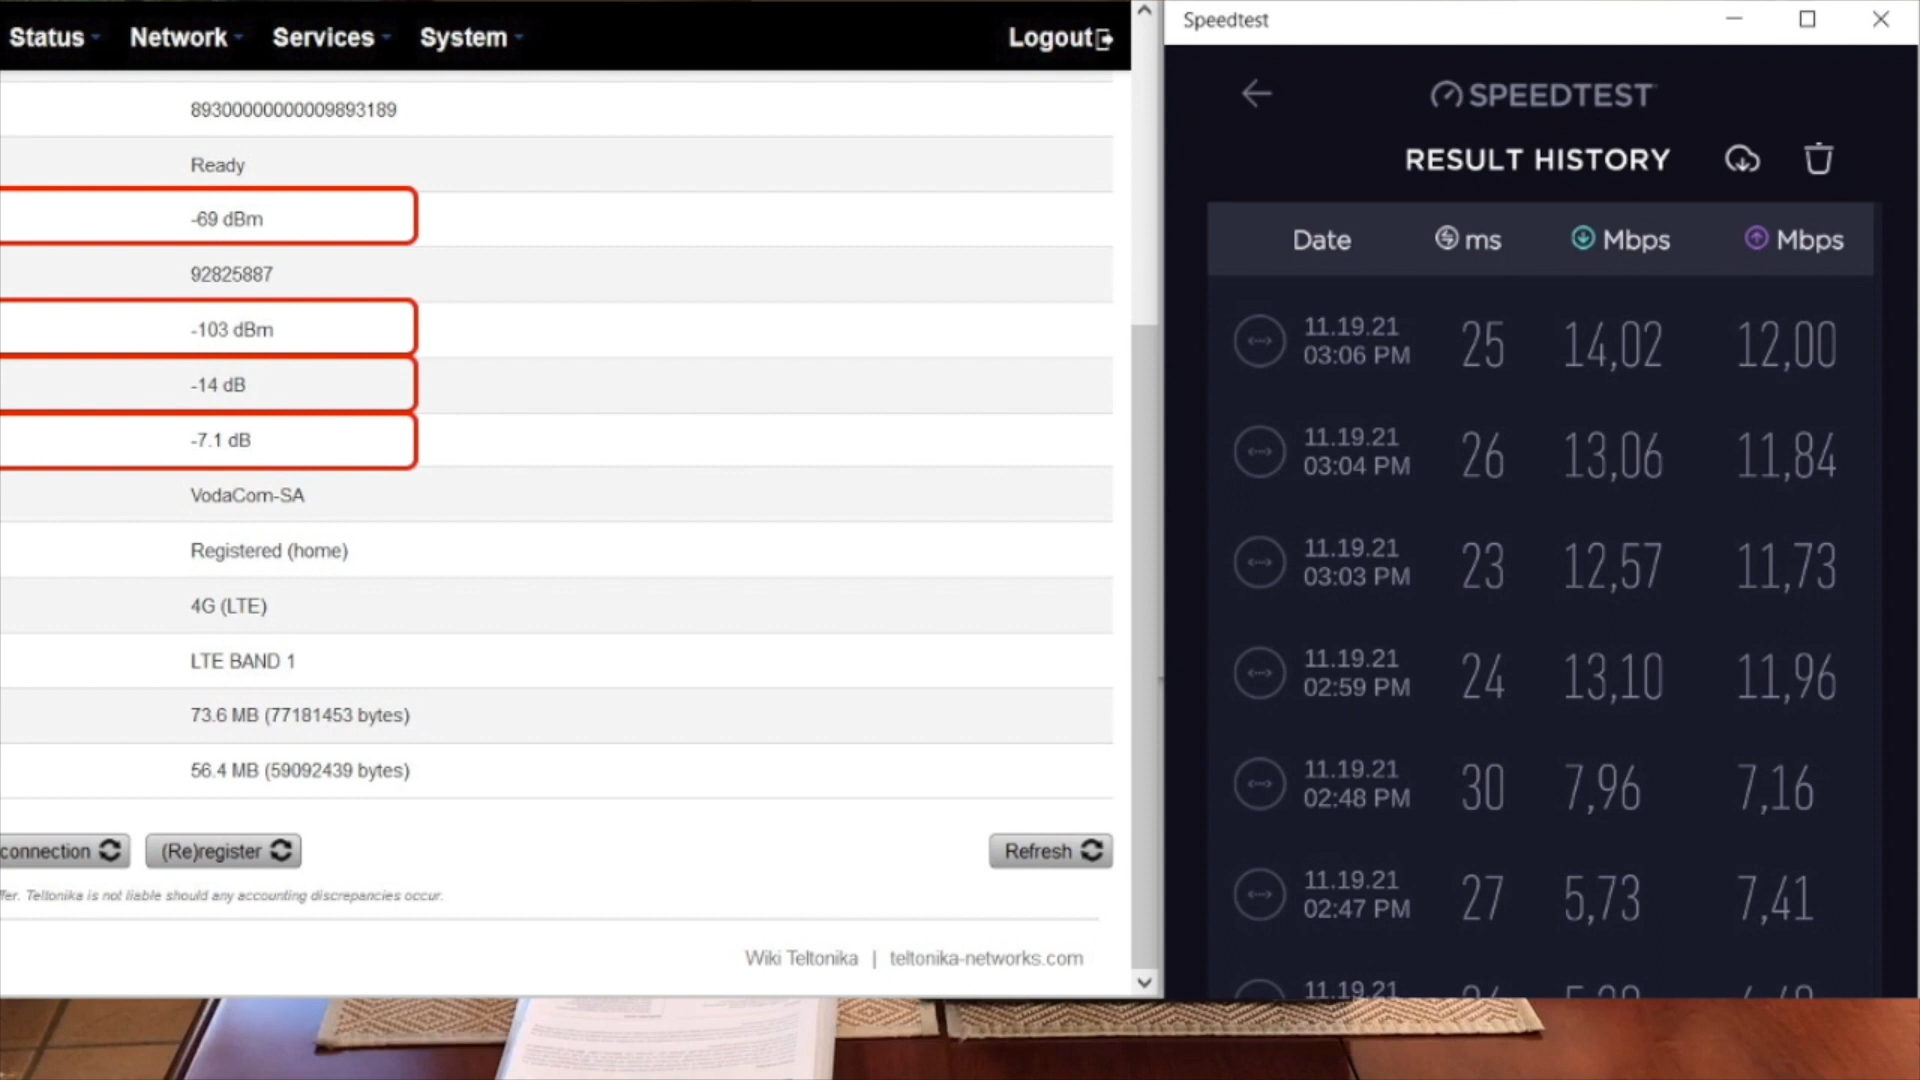 Status Network Services System Logout
89300000000009893189
Ready
-69 dBm
92825887
-103 dBm
-14 dB
-7.1 dB
VodaCom-SA
Registered (home)
4G (LTE)
LTE BAND 1
73.6 MB (77181453 bytes)
56.4 MB (59092439 bytes)
connection (Re)register Refresh
ffer. Teltonika is not liable should any accounting discrepancies occur.
Wiki Teltonika | teltonika-networks.com
Speedtest
SPEEDTEST
RESULT HISTORY
Date ms Mbps Mbps
11.19.21
03:06 PM 25 14,02 12,00
11.19.21
03:04 PM 26 13,06 11,84
11.19.21
03:03 PM 23 12,57 11,73
11.19.21
02:59 PM 24 13,10 11,96
11.19.21
02:48 PM 30 7,96 7,16
11.19.21
02:47 PM 27 5,73 7,41
11.19.21